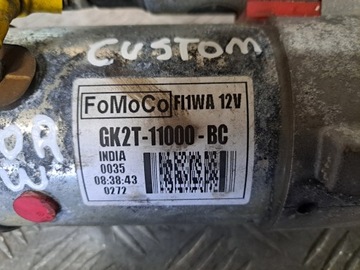 CUSTOM
FoMoCo FI1WA 12V
GK2T-11000-BC
INDIA
0035
08:38:43
0272